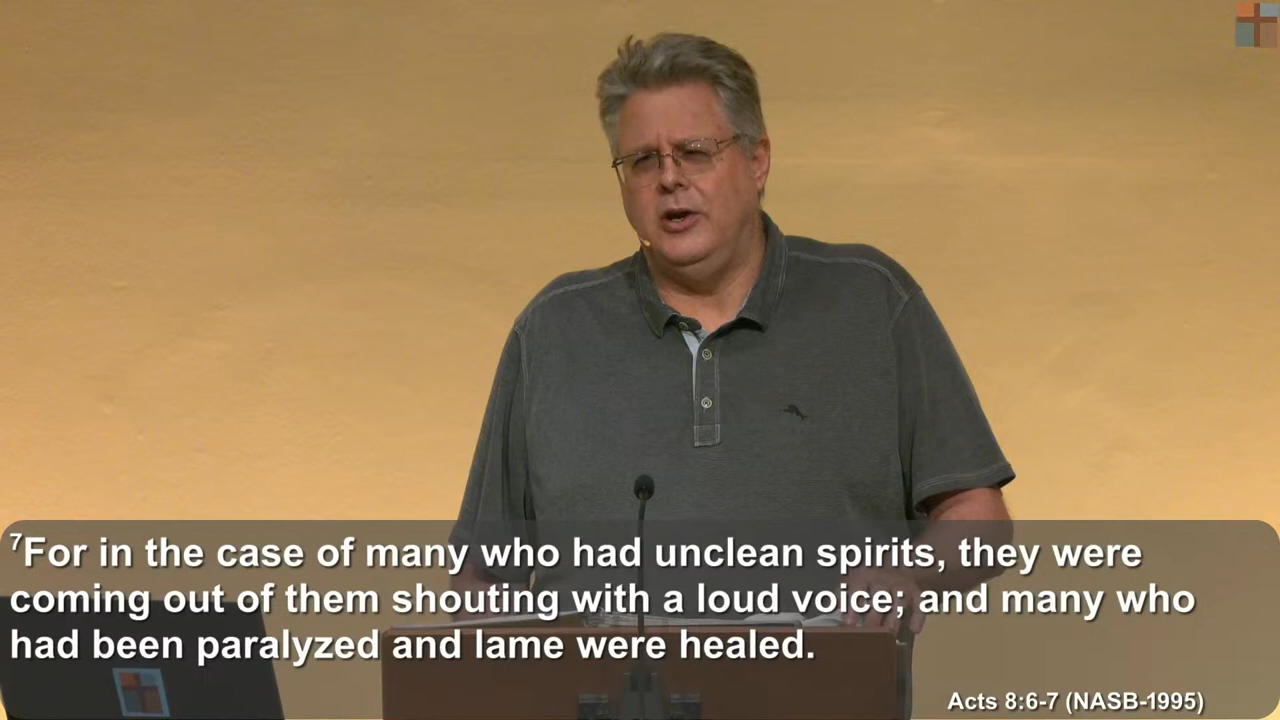 ⁷For in the case of many who had unclean spirits, they were
coming out of them shouting with a loud voice; and many who
had been paralyzed and lame were healed.
Acts 8:6-7 (NASB-1995)